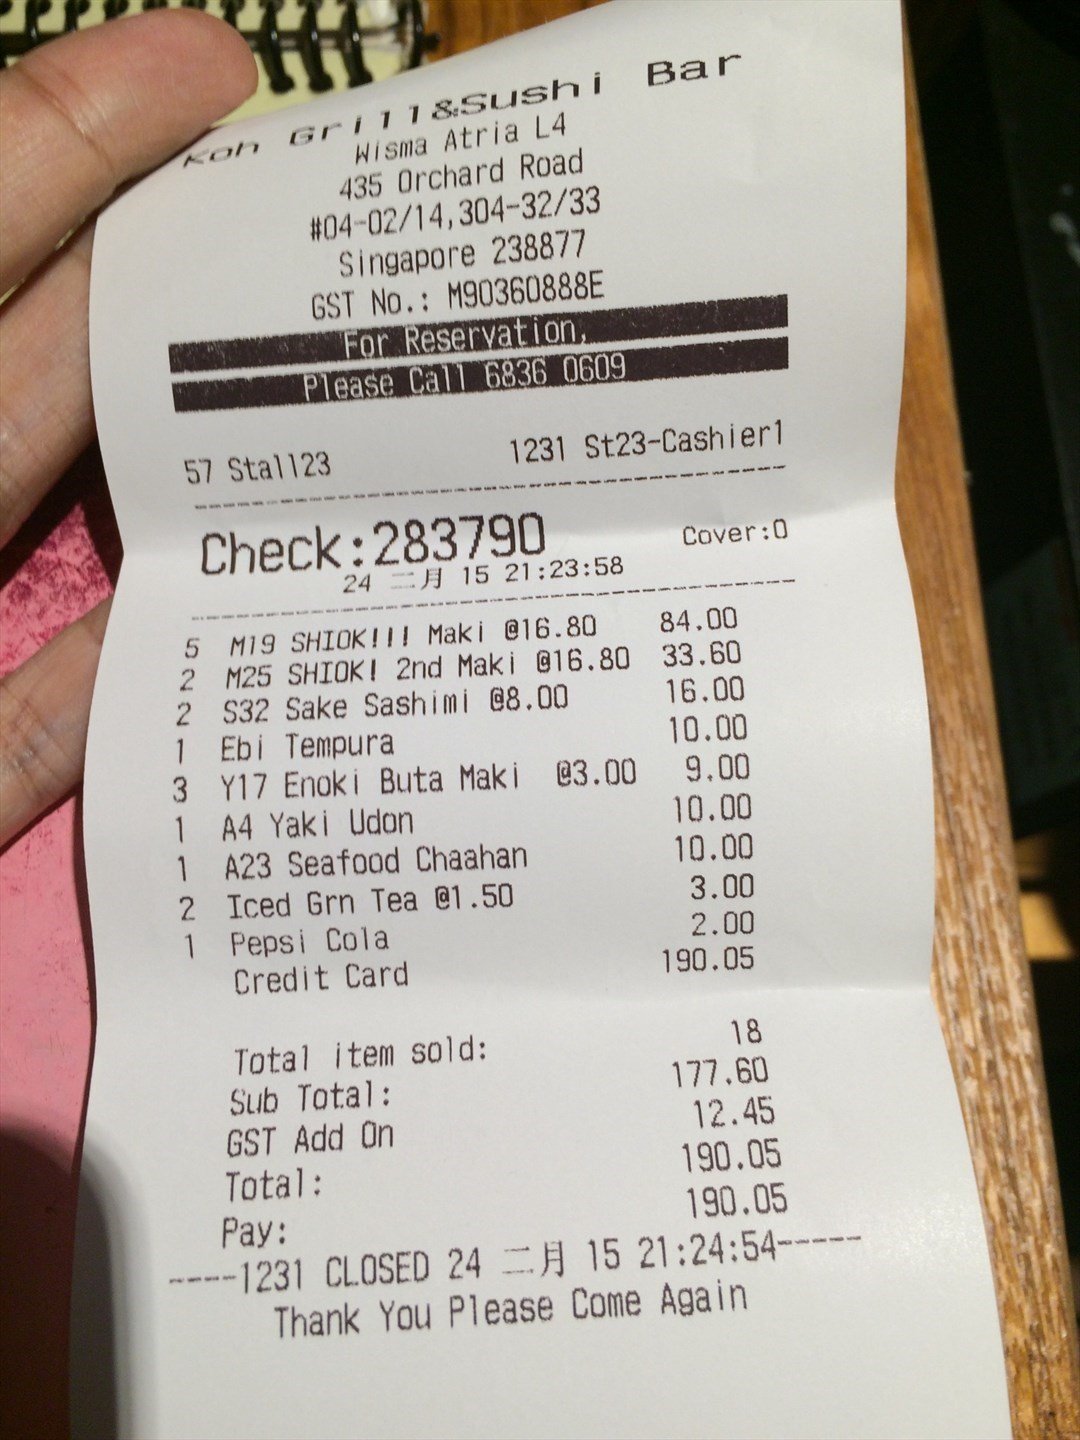 Koh Grill&Sushi Bar
Wisma Atria L4
435 Orchard Road
#04-02/14,304-32/33
Singapore 238877
GST No.: M90360888E
For Reservation,
Please Call 6836 0609
57 Stall23 1231 St23-Cashier1
Check:283790 Cover:0
24 二月 15 21:23:58
5 M19 SHIOK!!! Maki @16.80 84.00
2 M25 SHIOK! 2nd Maki @16.80 33.60
2 S32 Sake Sashimi @8.00 16.00
1 Ebi Tempura 10.00
3 Y17 Enoki Buta Maki @3.00 9.00
1 A4 Yaki Udon 10.00
1 A23 Seafood Chaahan 10.00
2 Iced Grn Tea @1.50 3.00
1 Pepsi Cola 2.00
Credit Card 190.05
Total item sold: 18
Sub Total: 177.60
GST Add On 12.45
Total: 190.05
Pay: 190.05
----1231 CLOSED 24 二月 15 21:24:54-----
Thank You Please Come Again